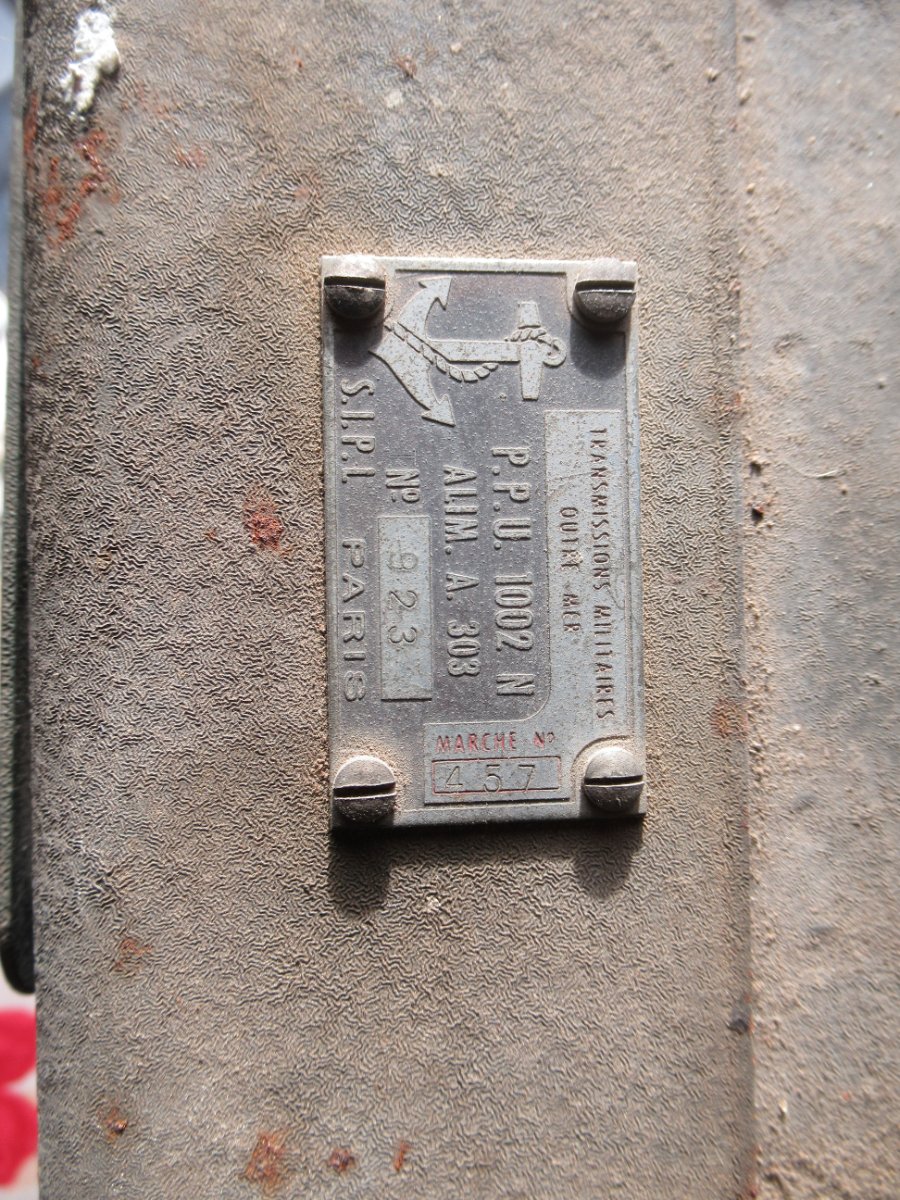 TRANSMISSIONS MILITAIRES
OUTRE MER
P.P.U. 1002 N
ALIM. A. 303
Nº 923
MARCHE Nº
457
S.I.P.L. PARIS